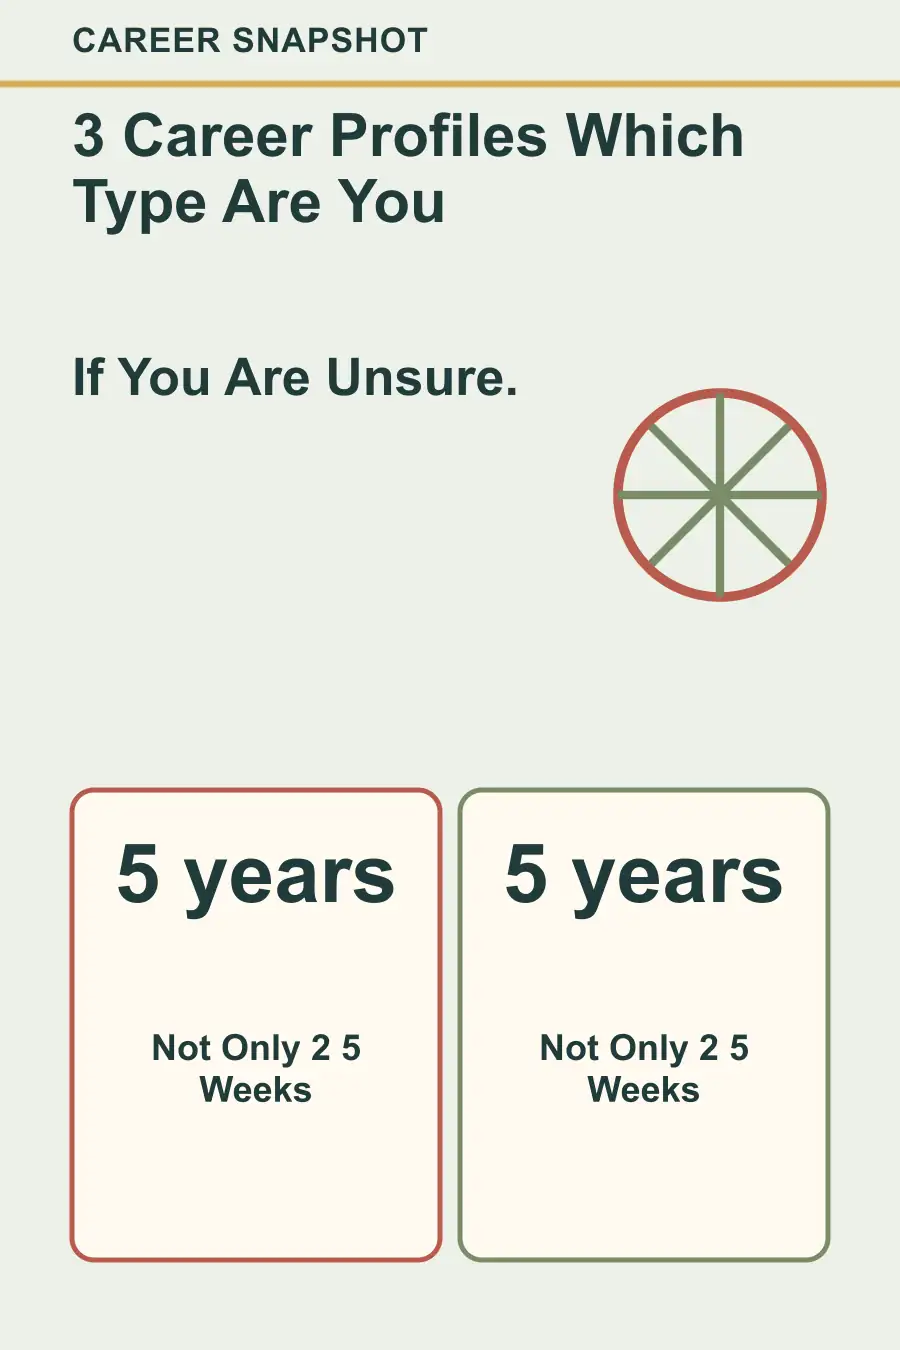 CAREER SNAPSHOT
3 Career Profiles Which
Type Are You
If You Are Unsure.
5 years
Not Only 2 5
Weeks
5 years
Not Only 2 5
Weeks